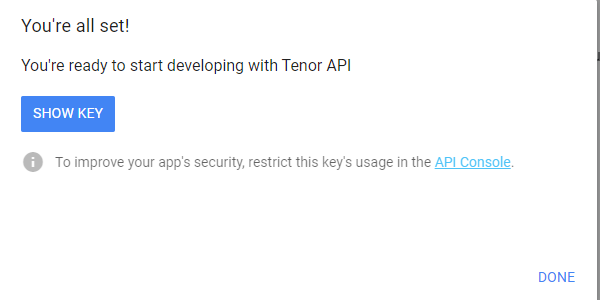 You're all set!
You're ready to start developing with Tenor API
SHOW KEY
To improve your app's security, restrict this key's usage in the API Console.
DONE